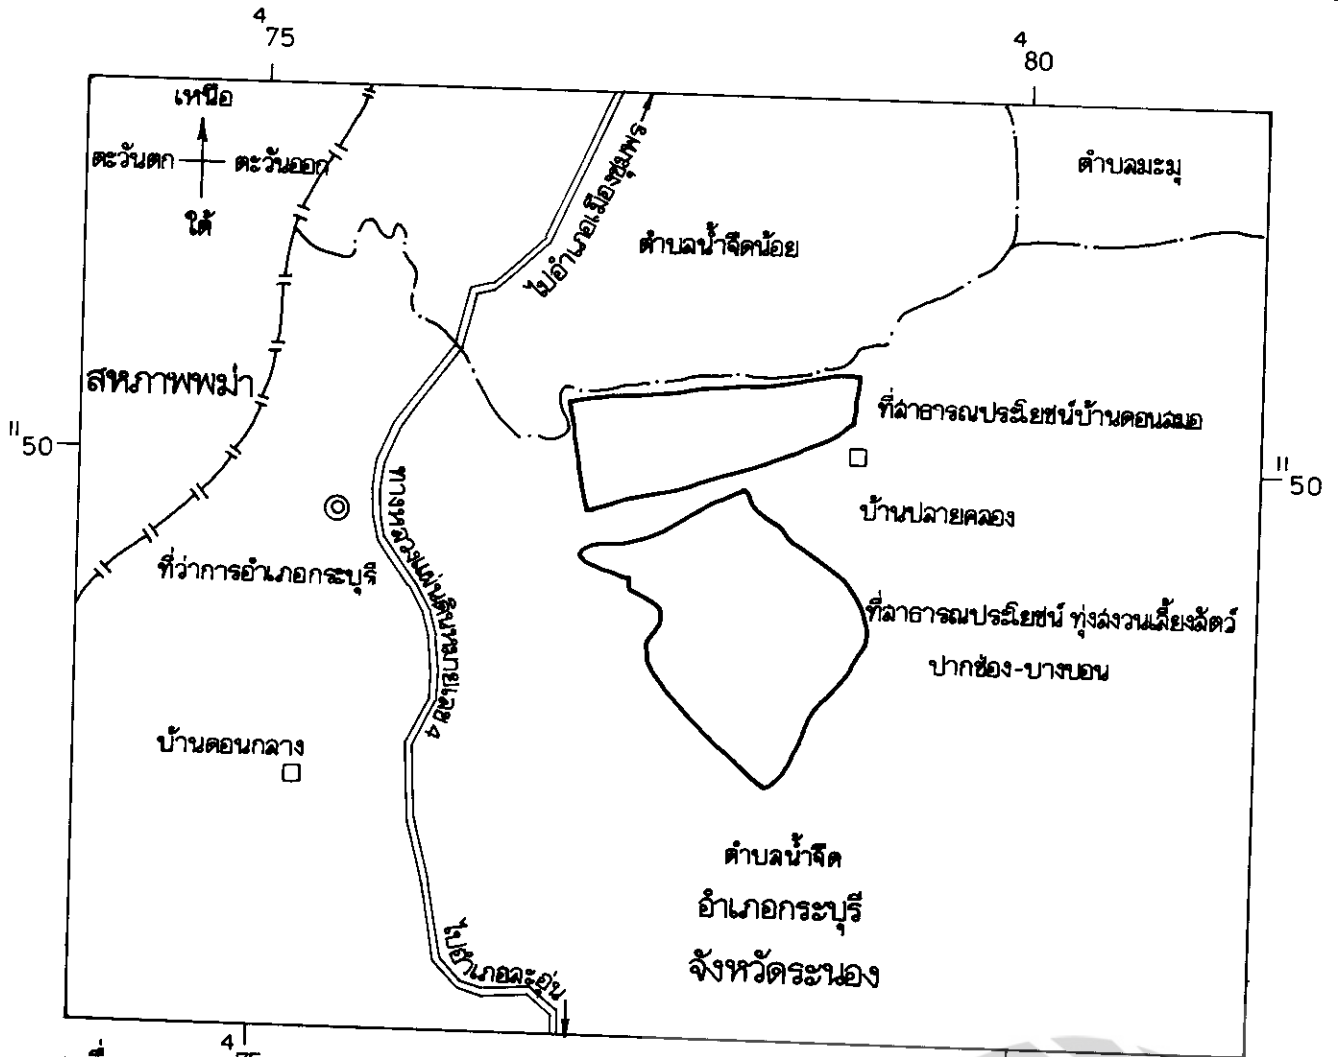 4 75
4 80
เหนือ
ตะวันตก ตะวันออก
ใต้
ไปอำเภอเมืองชุมพร
ตำบลมะมุ
ตำบลน้ำจืดน้อย
สหภาพพม่า
ที่สาธารณประโยชน์บ้านดอนสมอ
11 50
11 50
บ้านปลายคลอง
ที่ว่าการอำเภอกระบุรี
ทางหลวงแผ่นดินหมายเลข ๔
ที่สาธารณประโยชน์ ทุ่งสงวนเลี้ยงสัตว์
ปากช่อง-บางบอน
บ้านดอนกลาง
ตำบลน้ำจืด
อำเภอกระบุรี
จังหวัดระนอง
ไปอำเภอละอุ่น
4 75